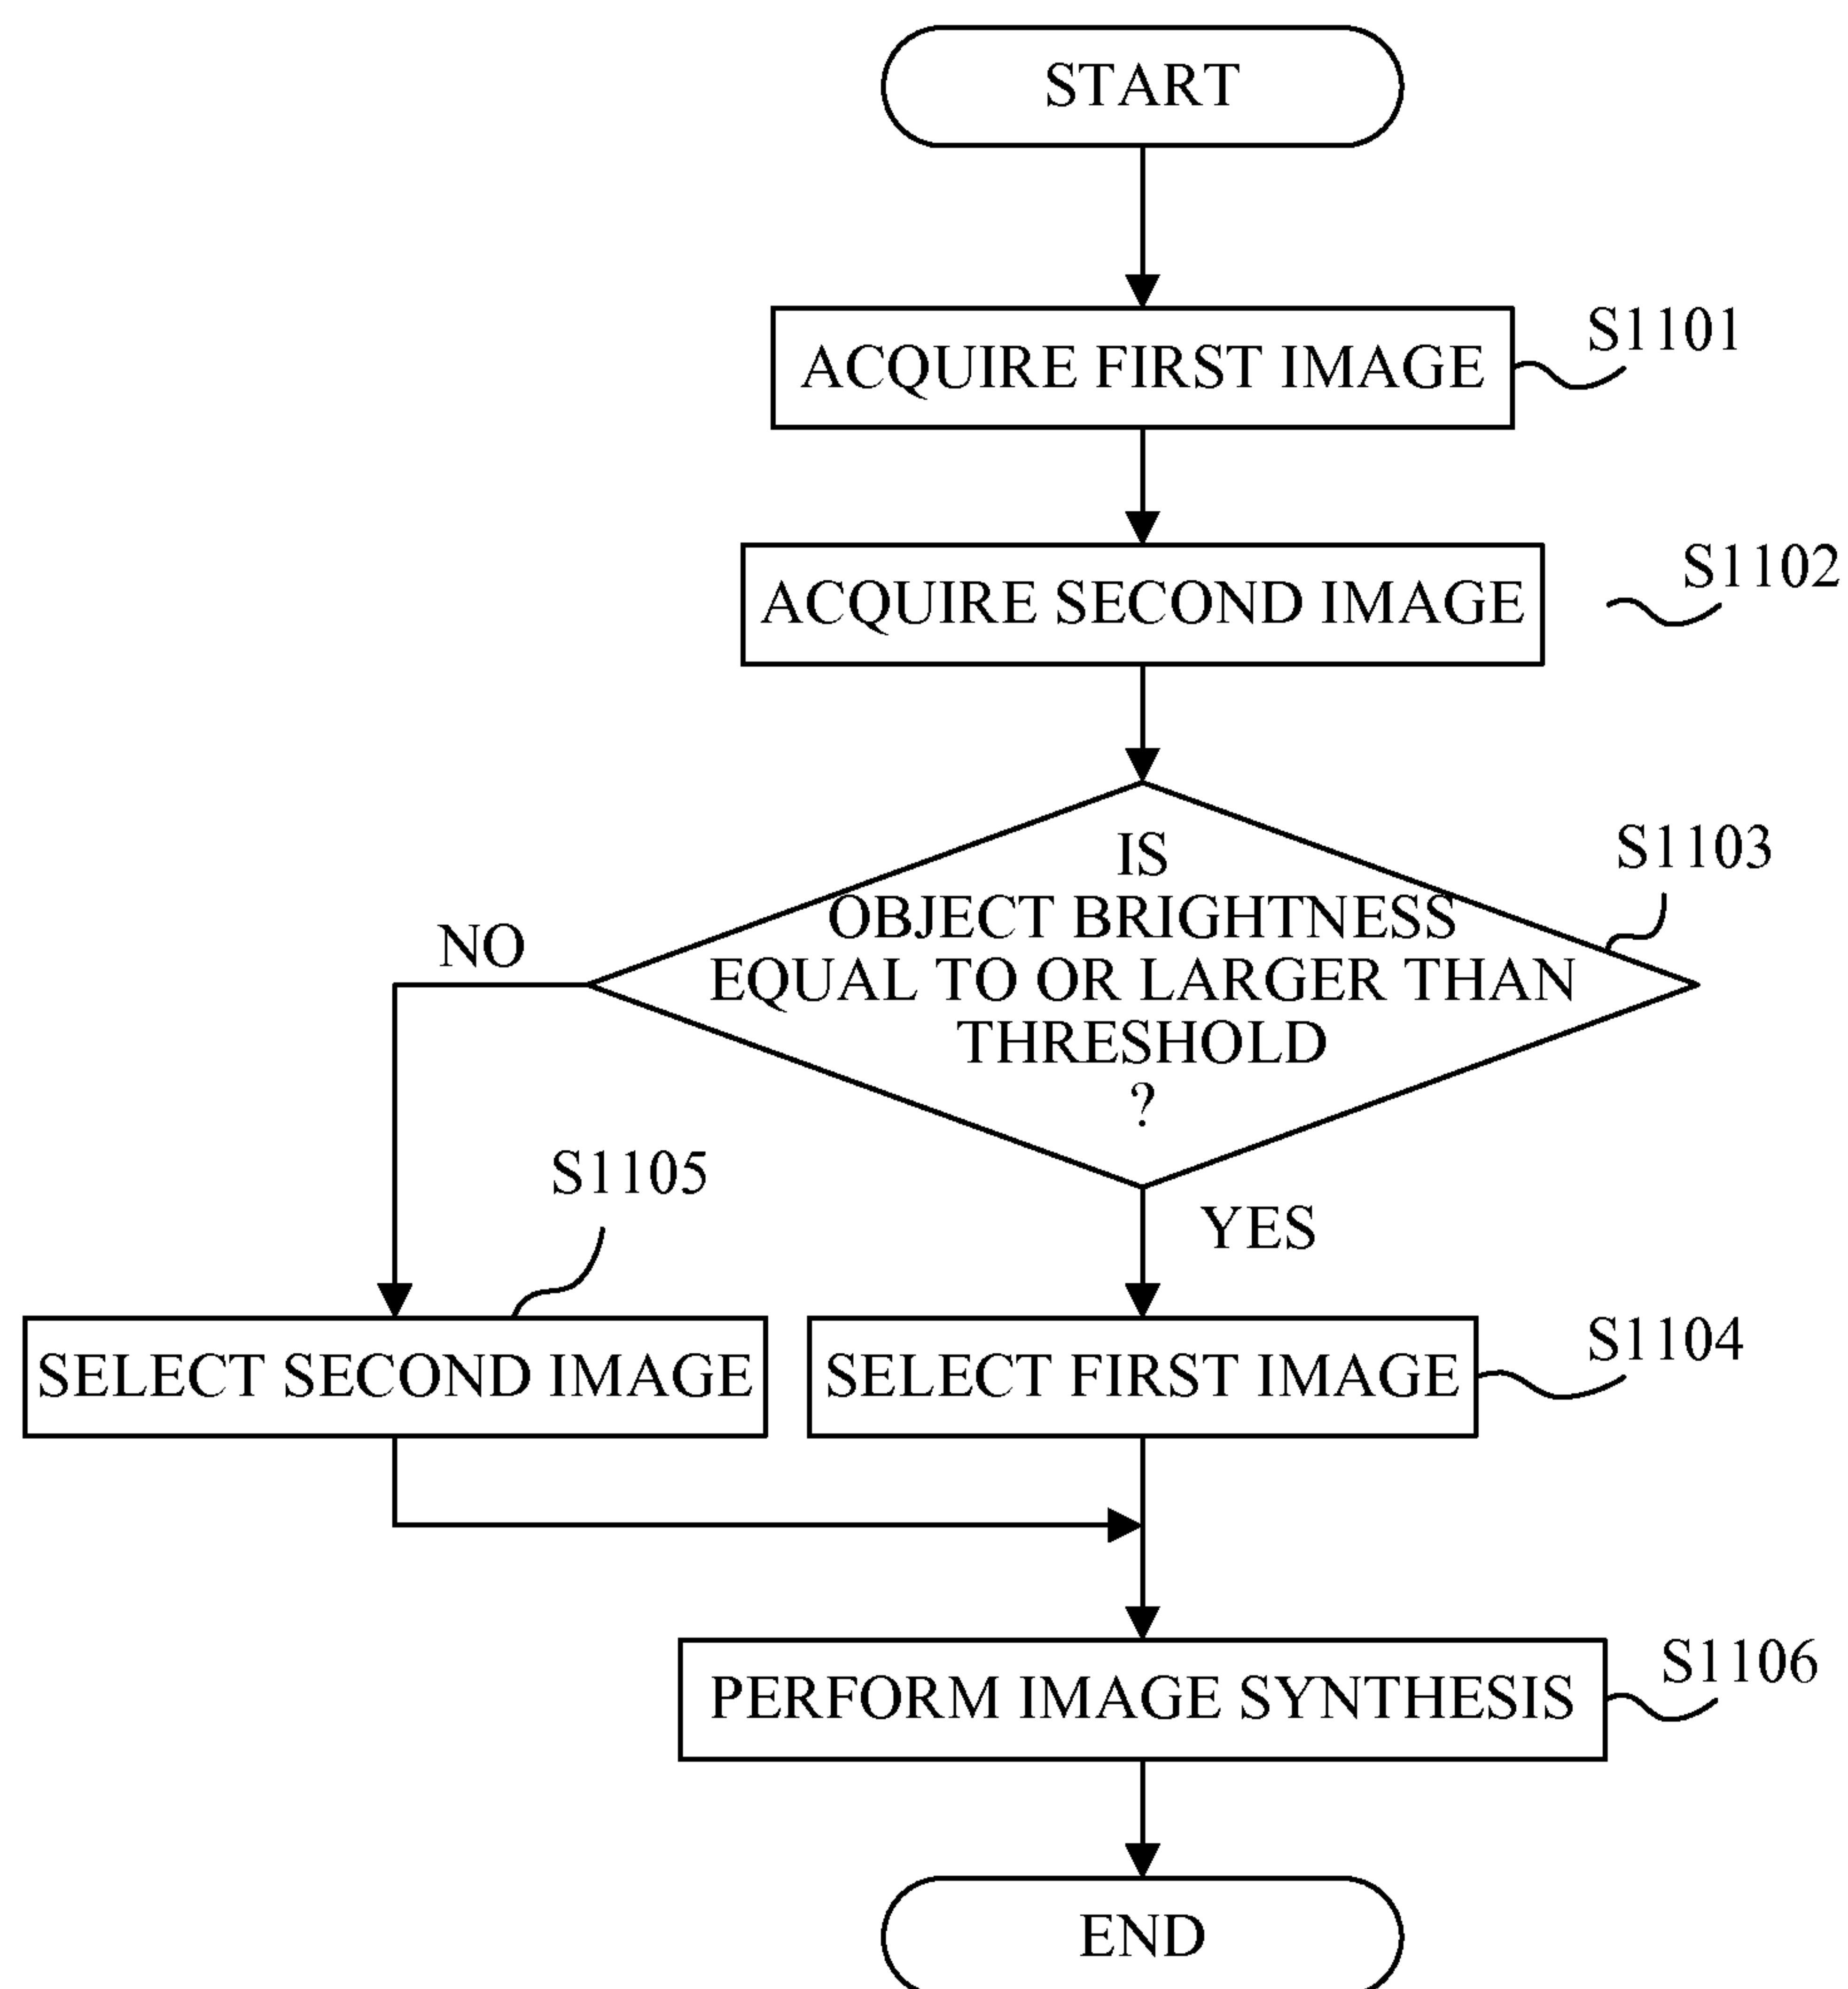 START
ACQUIRE FIRST IMAGE
S1101
ACQUIRE SECOND IMAGE
S1102
IS
OBJECT BRIGHTNESS
EQUAL TO OR LARGER THAN
THRESHOLD
?
S1103
NO
YES
S1105
SELECT SECOND IMAGE
SELECT FIRST IMAGE
S1104
PERFORM IMAGE SYNTHESIS
S1106
END